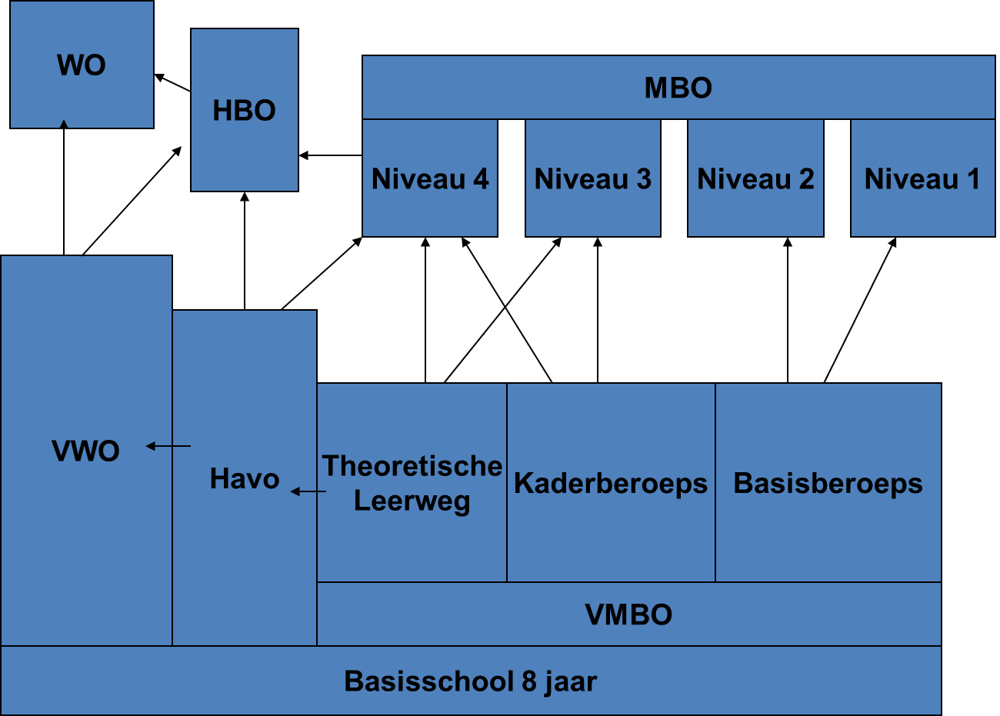 WO
HBO
MBO
Niveau 4
Niveau 3
Niveau 2
Niveau 1
VWO
Havo
Theoretische
Leerweg
Kaderberoeps
Basisberoeps
VMBO
Basisschool 8 jaar